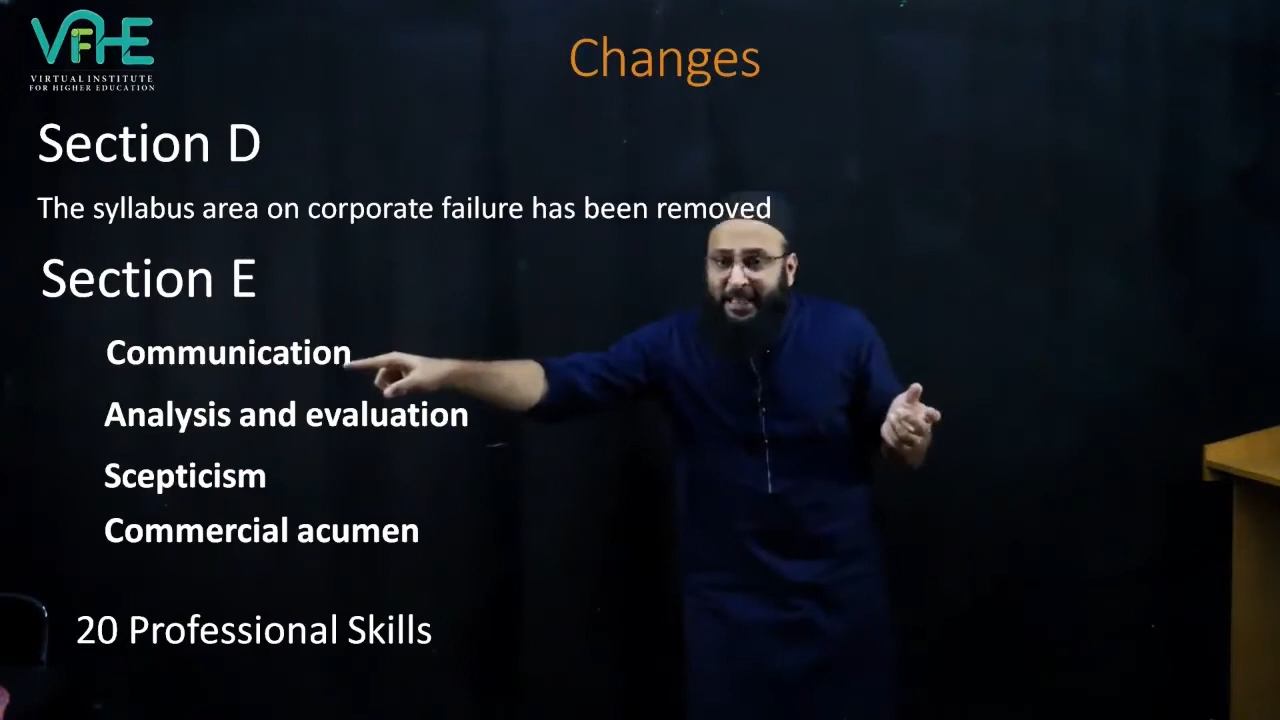 VIFHE
VIRTUAL INSTITUTE
FOR HIGHER EDUCATION
Changes
Section D
The syllabus area on corporate failure has been removed
Section E
Communication
Analysis and evaluation
Scepticism
Commercial acumen
20 Professional Skills